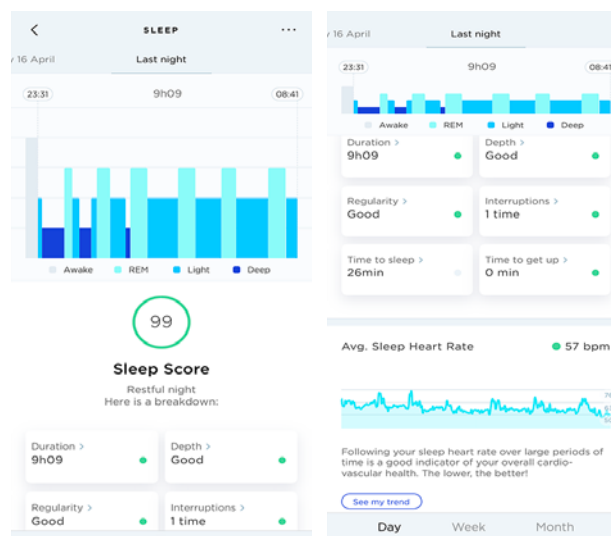 SLEEP
16 April
Last night
23:31
9h09
08:41
Awake
REM
Light
Deep
99
Sleep Score
Restful night
Here is a breakdown:
Duration >
9h09
Depth >
Good
Regularity >
Good
Interruptions >
1 time
16 April
Last night
23:31
9h09
08:41
Awake
REM
Light
Deep
Duration >
9h09
Depth >
Good
Regularity >
Good
Interruptions >
1 time
Time to sleep >
26min
Time to get up >
0 min
Avg. Sleep Heart Rate
57 bpm
Following your sleep heart rate over large periods of
time is a good indicator of your overall cardio-
vascular health. The lower, the better!
See my trend
Day
Week
Month